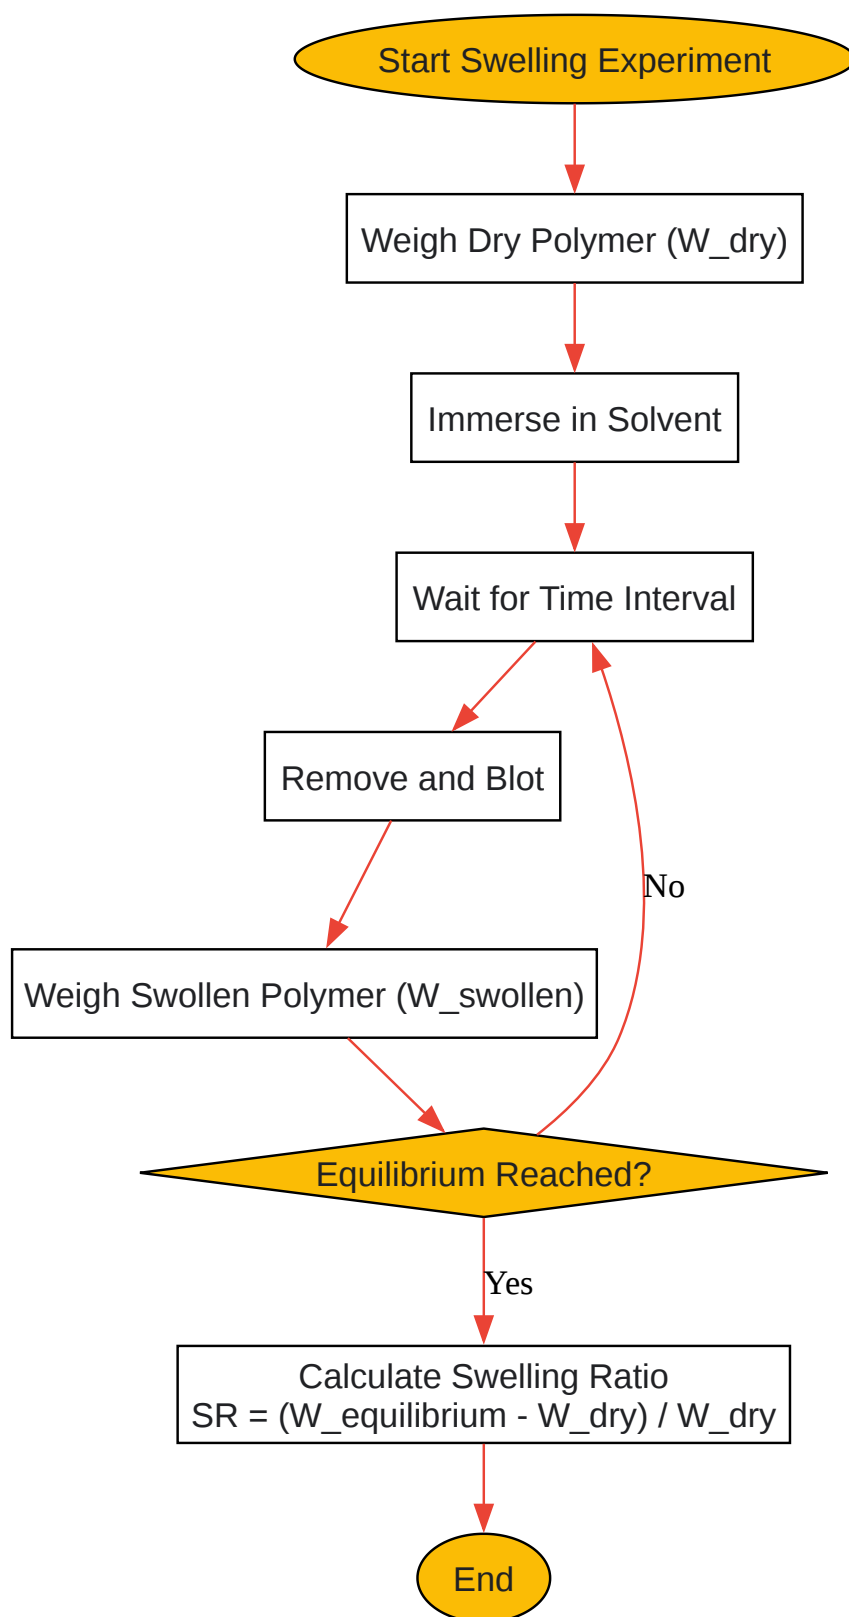 Start Swelling Experiment
Weigh Dry Polymer (W_dry)
Immerse in Solvent
Wait for Time Interval
Remove and Blot
No
Weigh Swollen Polymer (W_swollen)
Equilibrium Reached?
Yes
Calculate Swelling Ratio
SR = (W_equilibrium - W_dry) / W_dry
End